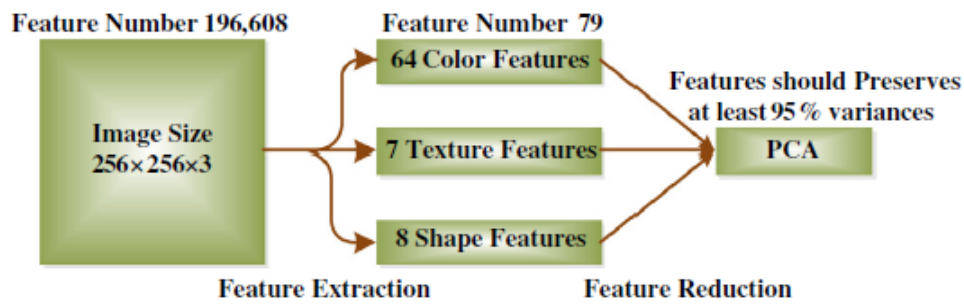 Feature Number 196,608
Feature Number 79
Image Size
256×256×3
64 Color Features
7 Texture Features
8 Shape Features
Features should Preserves
at least 95 % variances
PCA
Feature Extraction
Feature Reduction